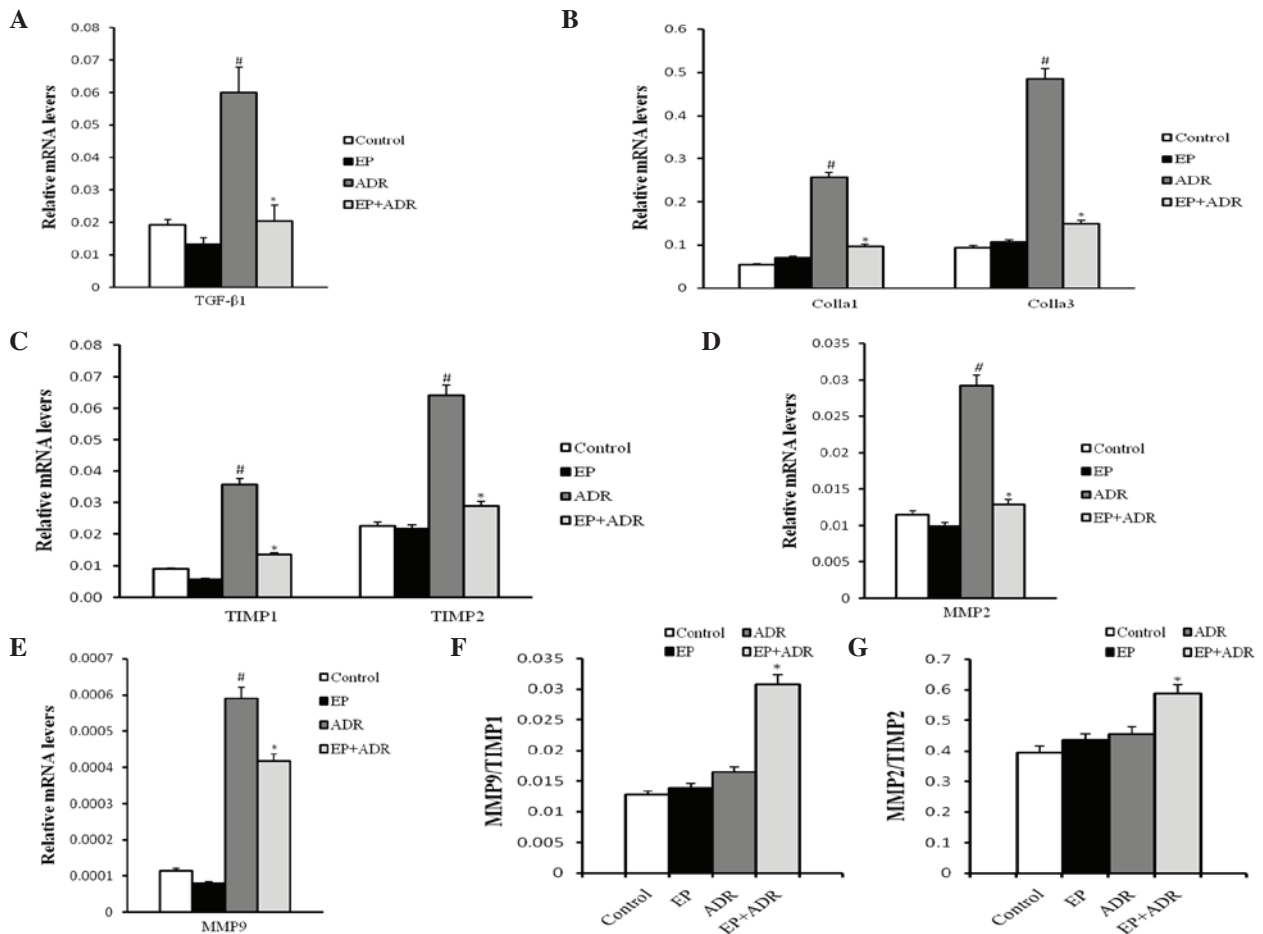 A
0.08
0.07
0.06
0.05
0.04
0.03
0.02
0.01
0
Relative mRNA levers
#
*
TGF-β1
Control
EP
ADR
EP+ADR
B
0.6
0.5
0.4
0.3
0.2
0.1
0
Relative mRNA levers
#
*
#
*
Colla1
Colla3
Control
EP
ADR
EP+ADR
C
0.08
0.07
0.06
0.05
0.04
0.03
0.02
0.01
0.00
Relative mRNA levers
#
*
#
*
TIMP1
TIMP2
Control
EP
ADR
EP+ADR
D
0.035
0.03
0.025
0.02
0.015
0.01
0.005
0
Relative mRNA levers
#
*
MMP2
Control
EP
ADR
EP+ADR
E
0.0007
0.0006
0.0005
0.0004
0.0003
0.0002
0.0001
0
Relative mRNA levers
#
*
MMP9
Control
EP
ADR
EP+ADR
F
Control ADR
EP EP+ADR
0.035
0.03
0.025
0.02
0.015
0.01
0.005
0
MMP9/TIMP1
*
Control EP ADR EP+ADR
G
Control ADR
EP EP+ADR
0.7
0.6
0.5
0.4
0.3
0.2
0.1
0
MMP2/TIMP2
*
Control EP ADR EP+ADR